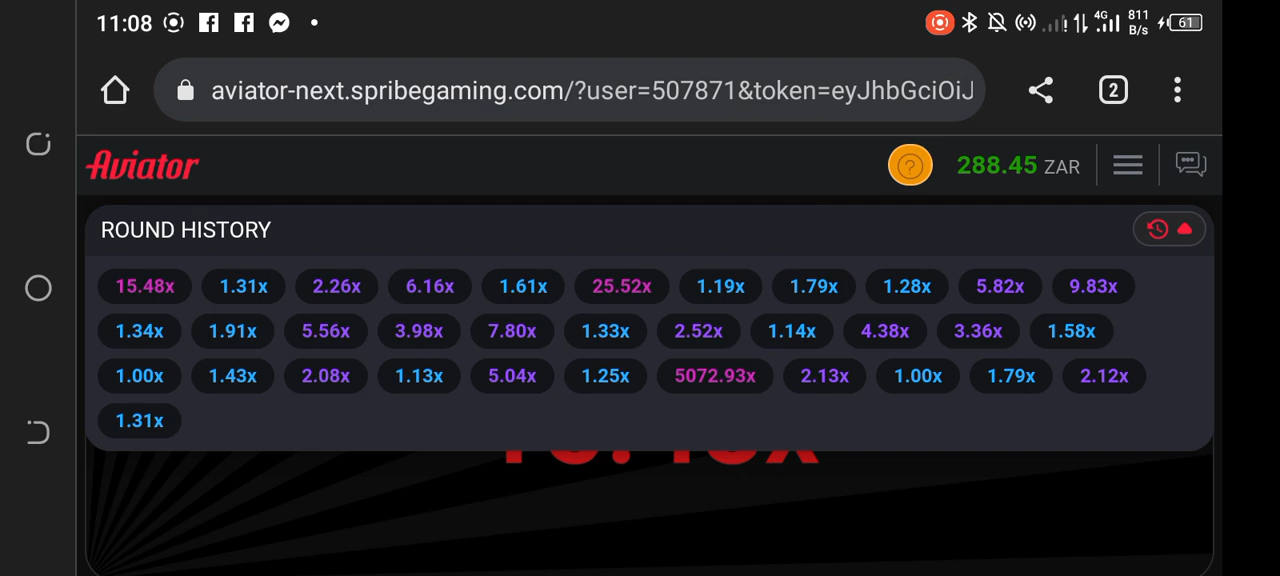 11:08
811
4G
B/s
61
aviator-next.spribegaming.com/?user=507871&token=eyJhbGciOiJ
2
Aviator
? 288.45 ZAR
ROUND HISTORY
15.48x 1.31x 2.26x 6.16x 1.61x 25.52x 1.19x 1.79x 1.28x 5.82x 9.83x
1.34x 1.91x 5.56x 3.98x 7.80x 1.33x 2.52x 1.14x 4.38x 3.36x 1.58x
1.00x 1.43x 2.08x 1.13x 5.04x 1.25x 5072.93x 2.13x 1.00x 1.79x 2.12x
1.31x